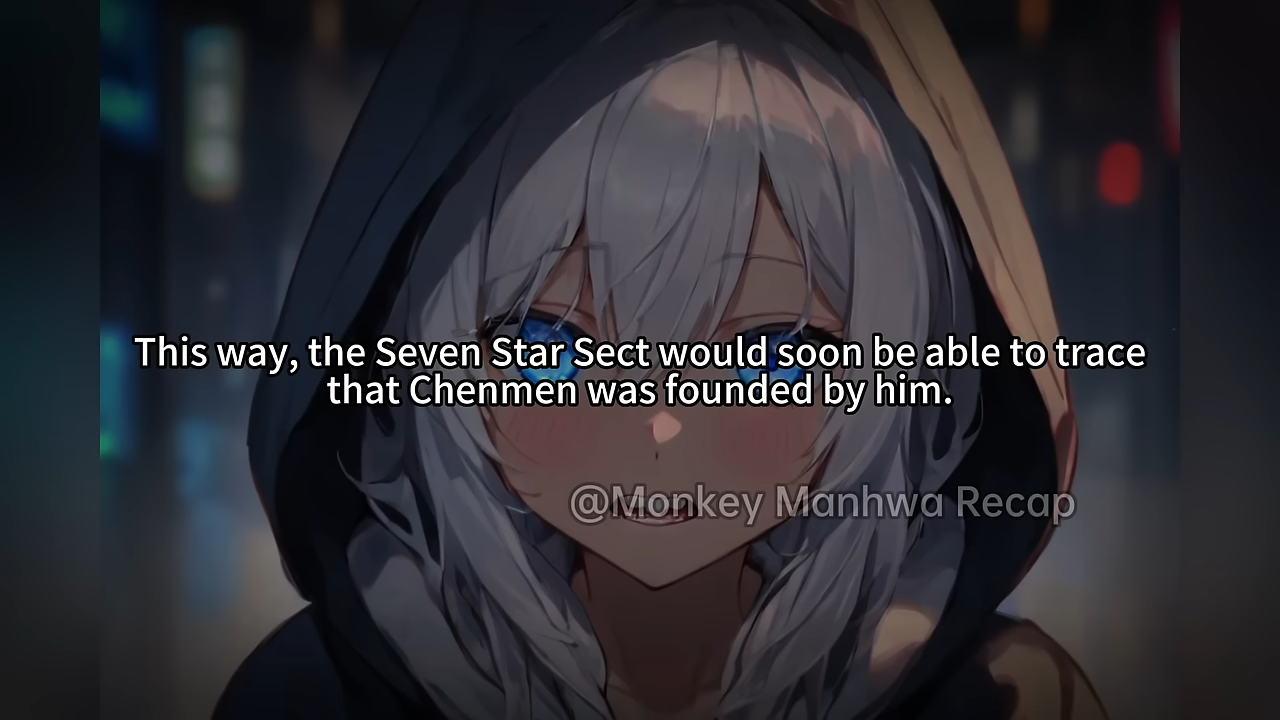 This way, the Seven Star Sect would soon be able to trace
that Chenmen was founded by him.
@Monkey Manhwa Recap